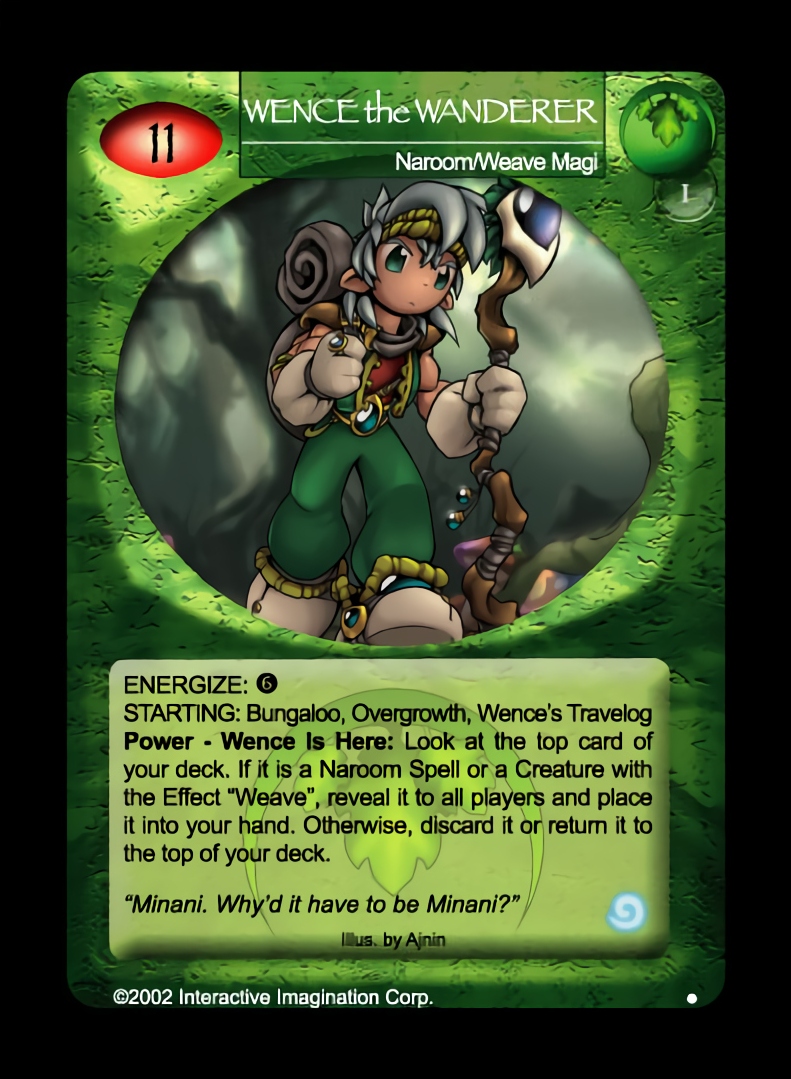 11
WENCE the WANDERER
Naroom/Weave Magi
I
ENERGIZE: 6
STARTING: Bungaloo, Overgrowth, Wence's Travelog
Power - Wence Is Here: Look at the top card of
your deck. If it is a Naroom Spell or a Creature with
the Effect “Weave”, reveal it to all players and place
it into your hand. Otherwise, discard it or return it to
the top of your deck.
“Minani. Why'd it have to be Minani?”
Illus. by Ajnin
©2002 Interactive Imagination Corp.